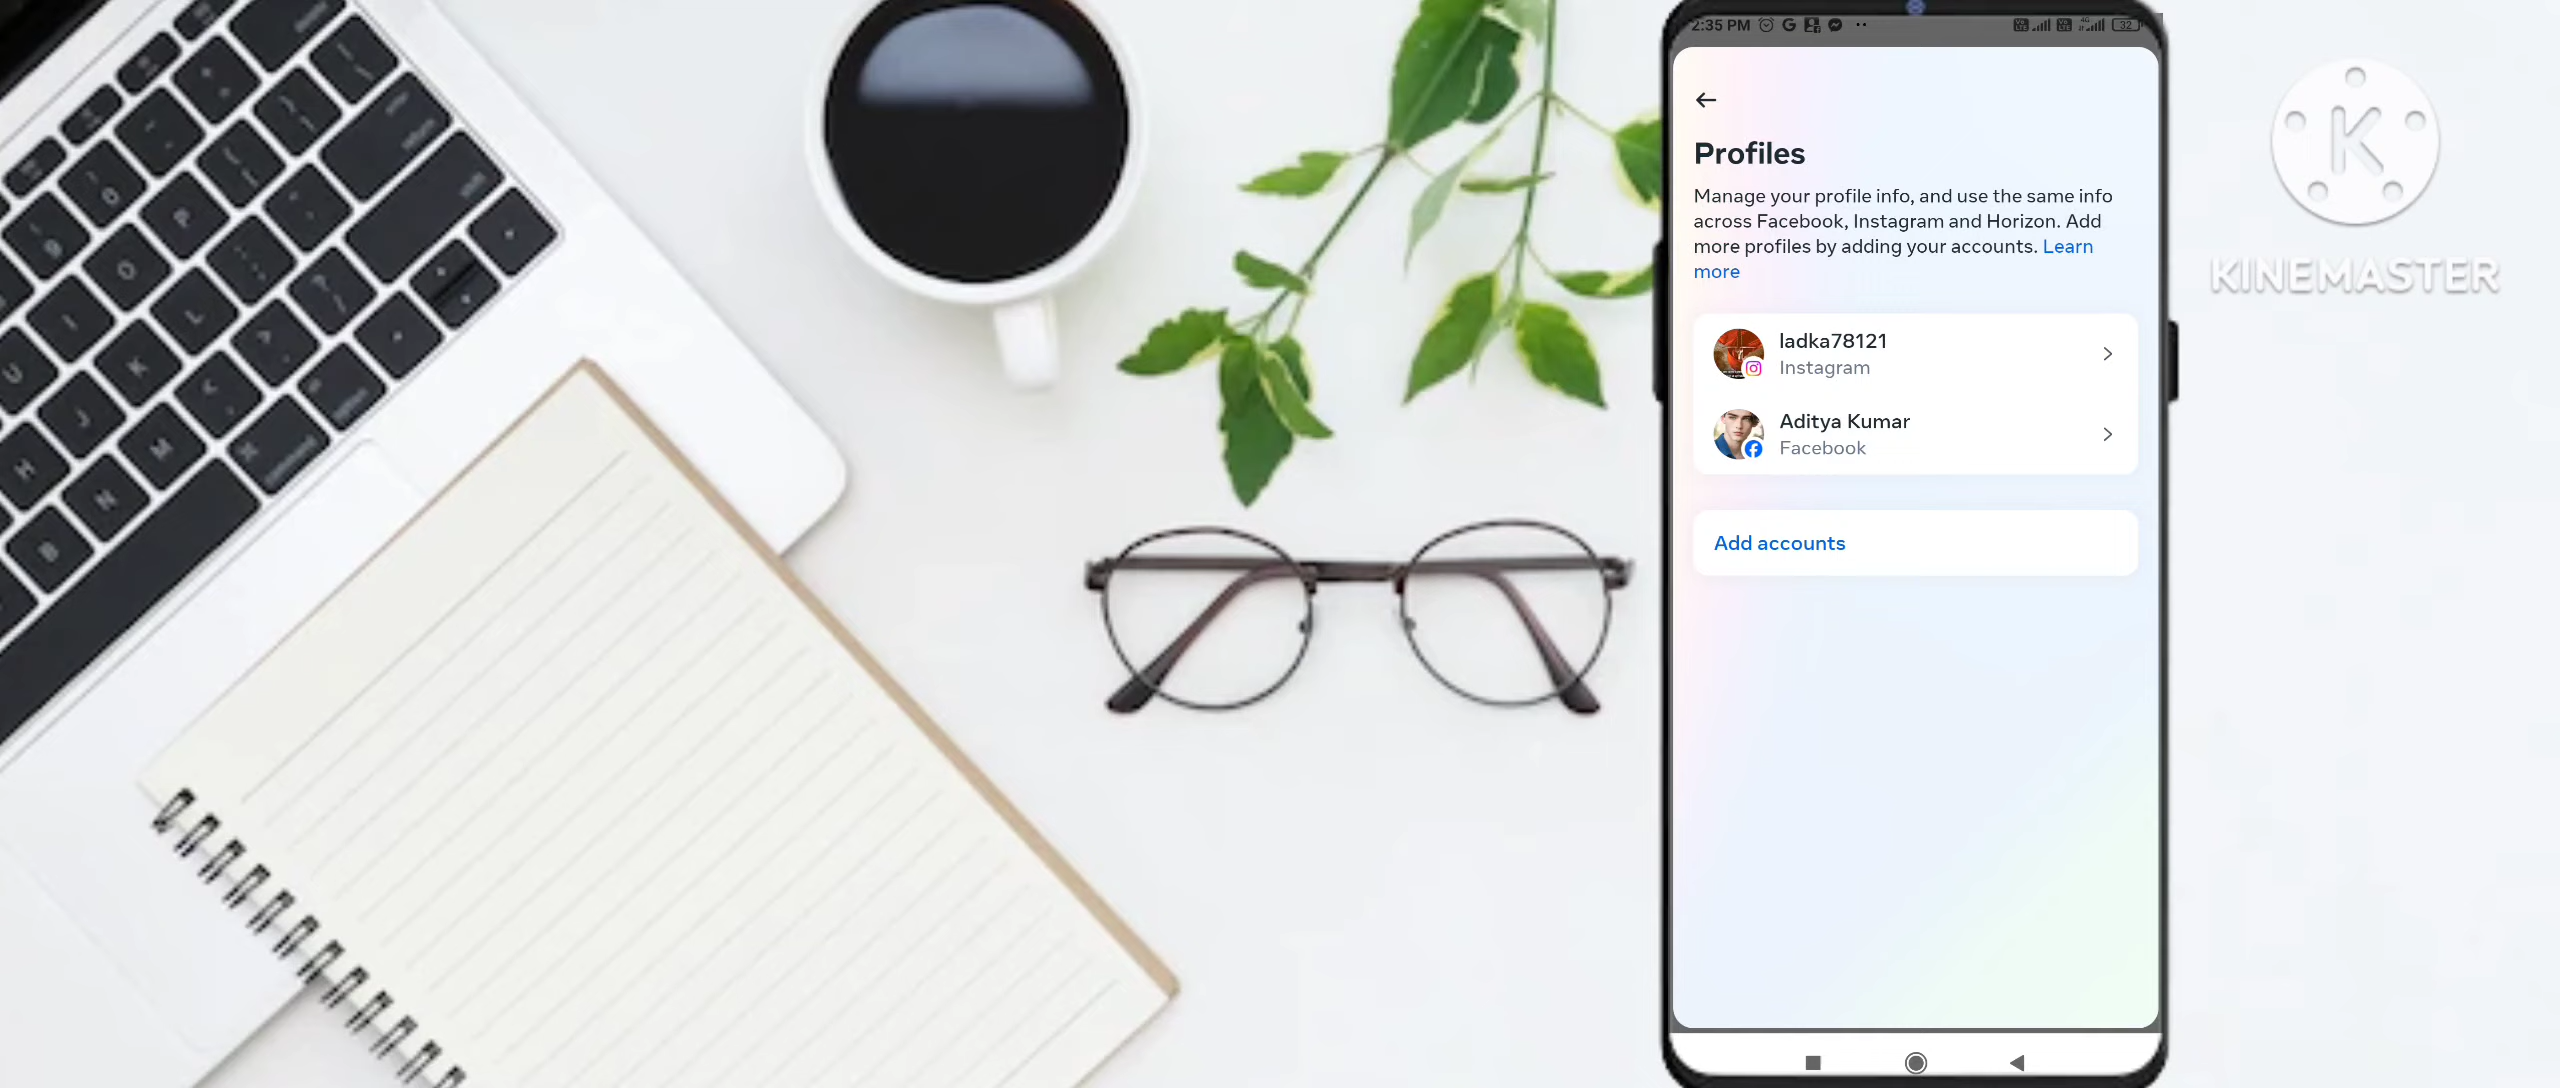 2:35 PM
32
Profiles
Manage your profile info, and use the same info
across Facebook, Instagram and Horizon. Add
more profiles by adding your accounts. Learn
more
ladka78121
Instagram
Aditya Kumar
Facebook
Add accounts
K
KINEMASTER